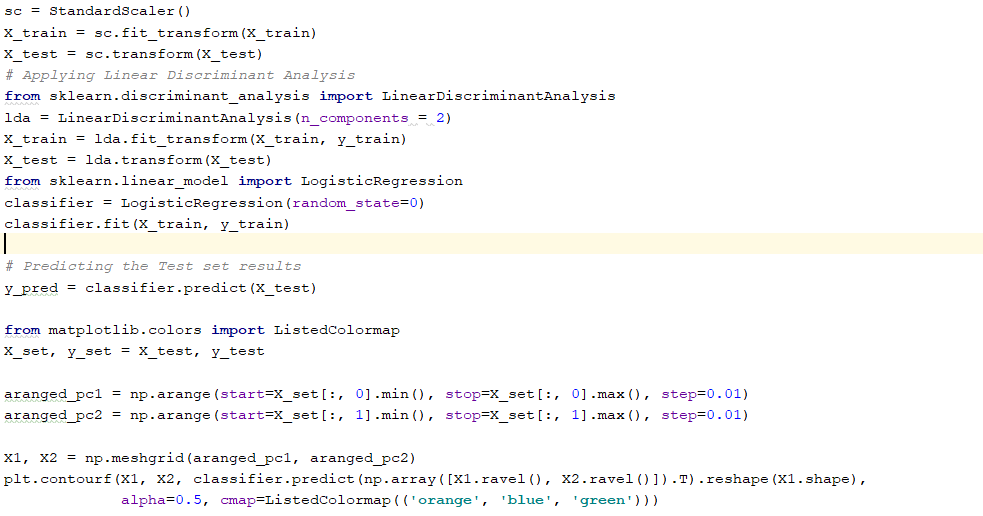 sc = StandardScaler()
X_train = sc.fit_transform(X_train)
X_test = sc.transform(X_test)
# Applying Linear Discriminant Analysis
from sklearn.discriminant_analysis import LinearDiscriminantAnalysis
lda = LinearDiscriminantAnalysis(n_components = 2)
X_train = lda.fit_transform(X_train, y_train)
X_test = lda.transform(X_test)
from sklearn.linear_model import LogisticRegression
classifier = LogisticRegression(random_state=0)
classifier.fit(X_train, y_train)
# Predicting the Test set results
y_pred = classifier.predict(X_test)
from matplotlib.colors import ListedColormap
X_set, y_set = X_test, y_test
aranged_pc1 = np.arange(start=X_set[:, 0].min(), stop=X_set[:, 0].max(), step=0.01)
aranged_pc2 = np.arange(start=X_set[:, 1].min(), stop=X_set[:, 1].max(), step=0.01)
X1, X2 = np.meshgrid(aranged_pc1, aranged_pc2)
plt.contourf(X1, X2, classifier.predict(np.array([X1.ravel(), X2.ravel()]).T).reshape(X1.shape),
             alpha=0.5, cmap=ListedColormap(('orange', 'blue', 'green')))